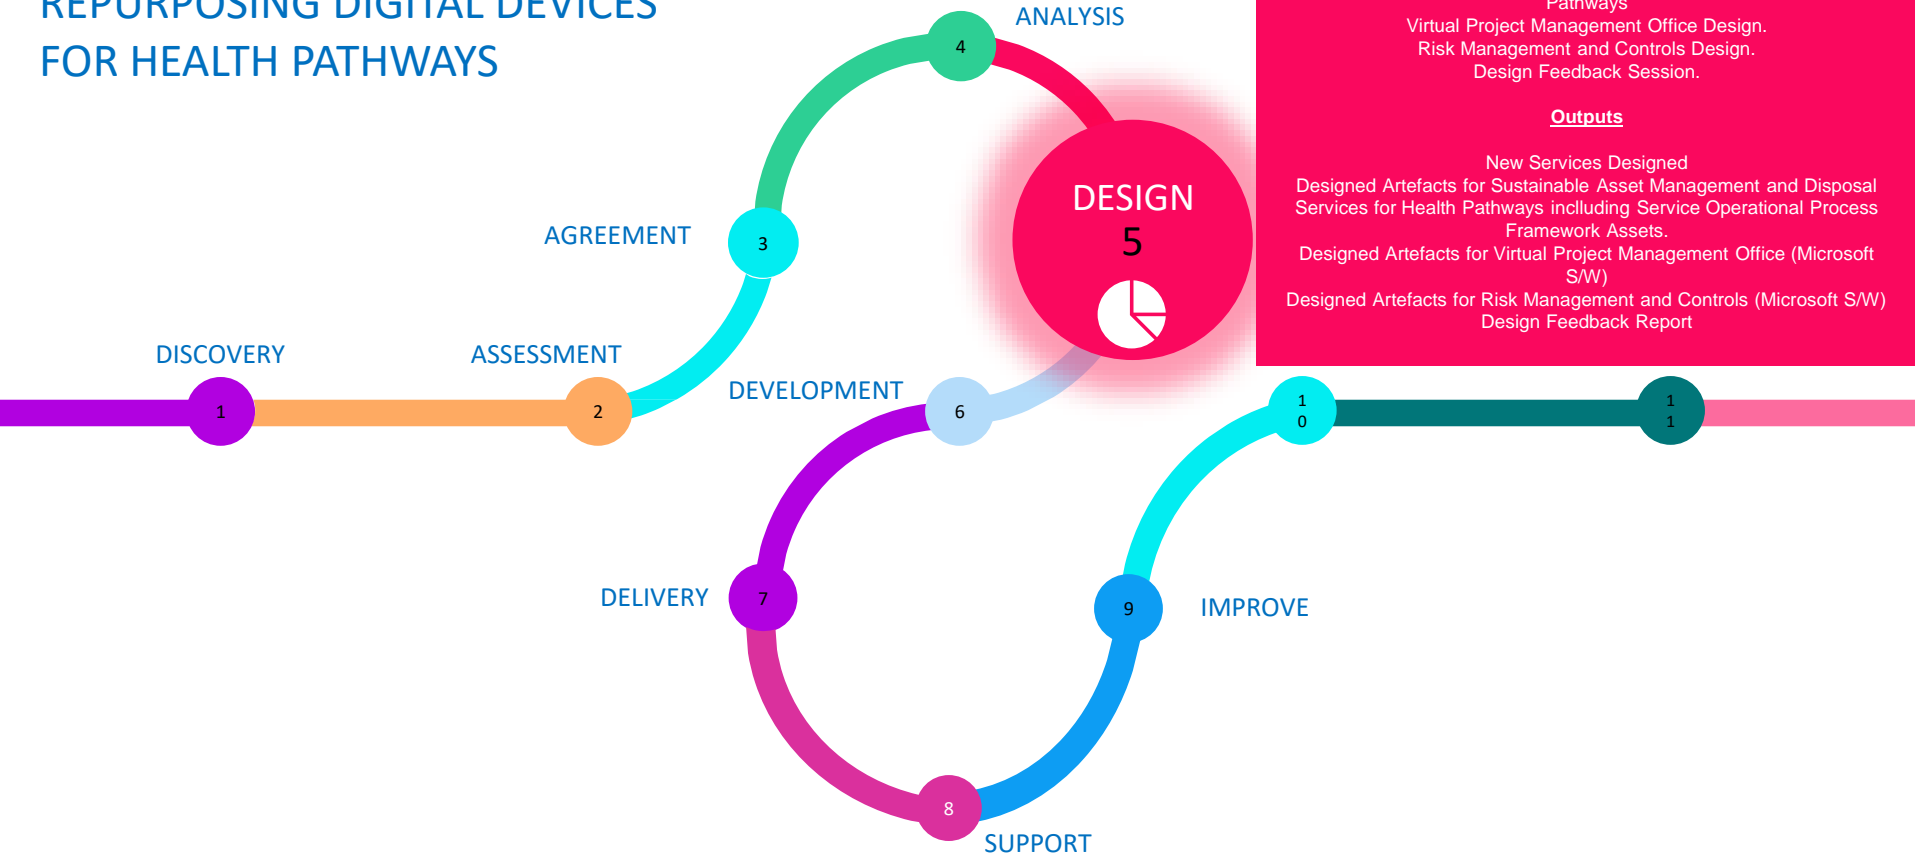 REPURPOSING DIGITAL DEVICES
FOR HEALTH PATHWAYS
ANALYSIS
4
Pathways
Virtual Project Management Office Design.
Risk Management and Controls Design.
Design Feedback Session.
Outputs
New Services Designed
Designed Artefacts for Sustainable Asset Management and Disposal
Services for Health Pathways inclluding Service Operational Process
Framework Assets.
Designed Artefacts for Virtual Project Management Office (Microsoft
S/W)
Designed Artefacts for Risk Management and Controls (Microsoft S/W)
Design Feedback Report
DESIGN
5
AGREEMENT
3
DISCOVERY
1
ASSESSMENT
2
DEVELOPMENT
6
1
0
1
1
DELIVERY
7
9
IMPROVE
8
SUPPORT